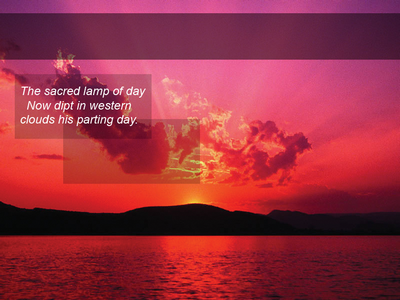 The sacred lamp of day
Now dipt in western
clouds his parting day.